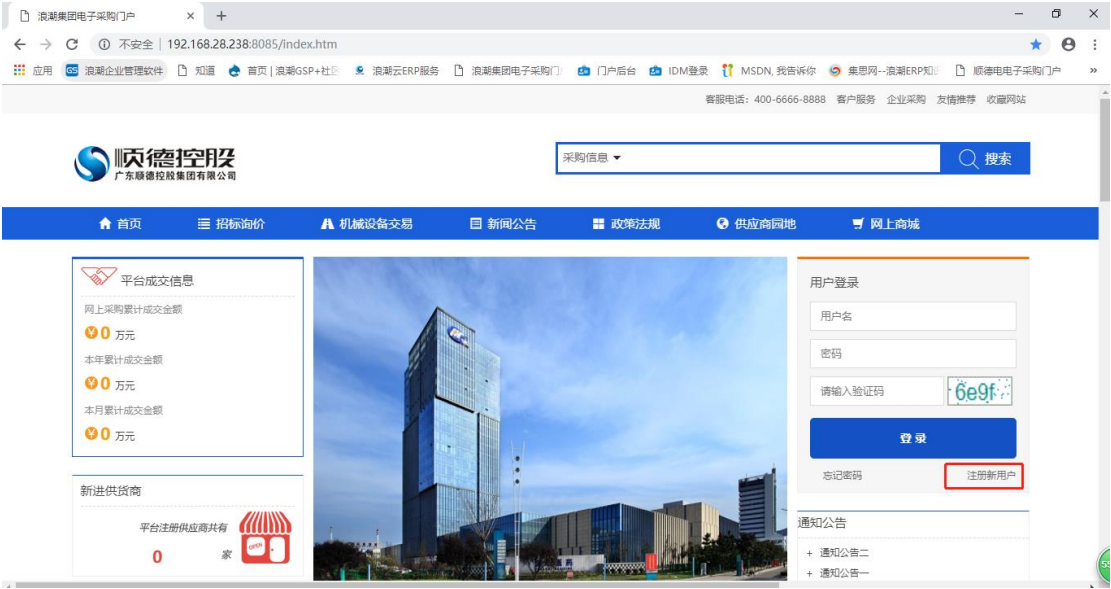 浪潮集团电子采购门户
不安全 | 192.168.28.238:8085/index.htm
应用 GS 浪潮企业管理软件 知道 首页 | 浪潮GSP+社区 浪潮云ERP服务 浪潮集团电子采购门户 门户后台 IDM登录 MSDN, 我告诉你 集思网--浪潮ERP知识 顺德电电子采购门户 »
客服电话：400-6666-8888 客户服务 企业采购 友情推荐 收藏网站
顺德控股
广东顺德控股集团有限公司
采购信息 搜索
首页 招标询价 机械设备交易 新闻公告 政策法规 供应商园地 网上商城
平台成交信息
网上采购累计成交金额
0 万元
本年累计成交金额
0 万元
本月累计成交金额
0 万元
新进供货商
平台注册供应商共有
0 家
OPEN
用户登录
用户名
密码
请输入验证码 6e9f
登 录
忘记密码 注册新用户
通知公告
+ 通知公告二
+ 通知公告一